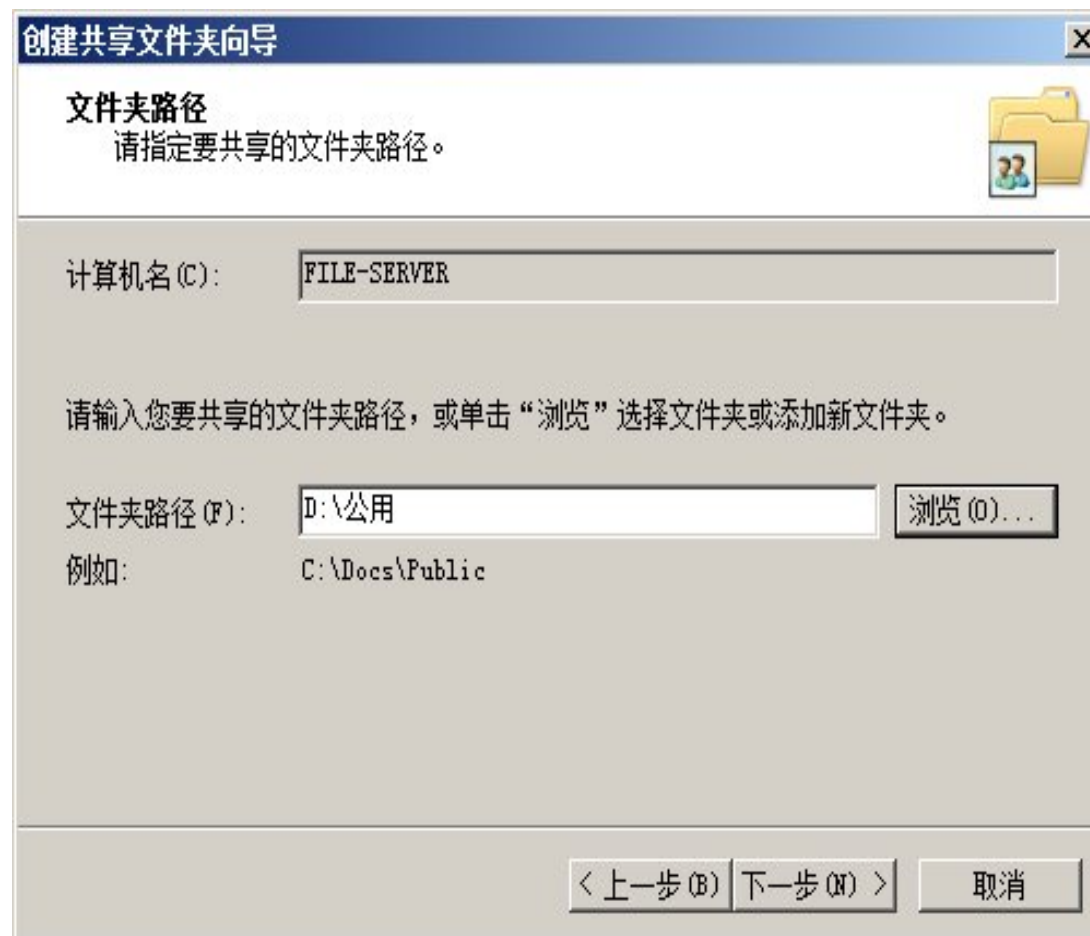 创建共享文件夹向导
文件夹路径
请指定要共享的文件夹路径。
计算机名(C):
FILE-SERVER
请输入您要共享的文件夹路径，或单击“浏览”选择文件夹或添加新文件夹。
文件夹路径(F):
D:\公用
浏览(O)...
例如:
C:\Docs\Public
< 上一步(B)
下一步(N) >
取消